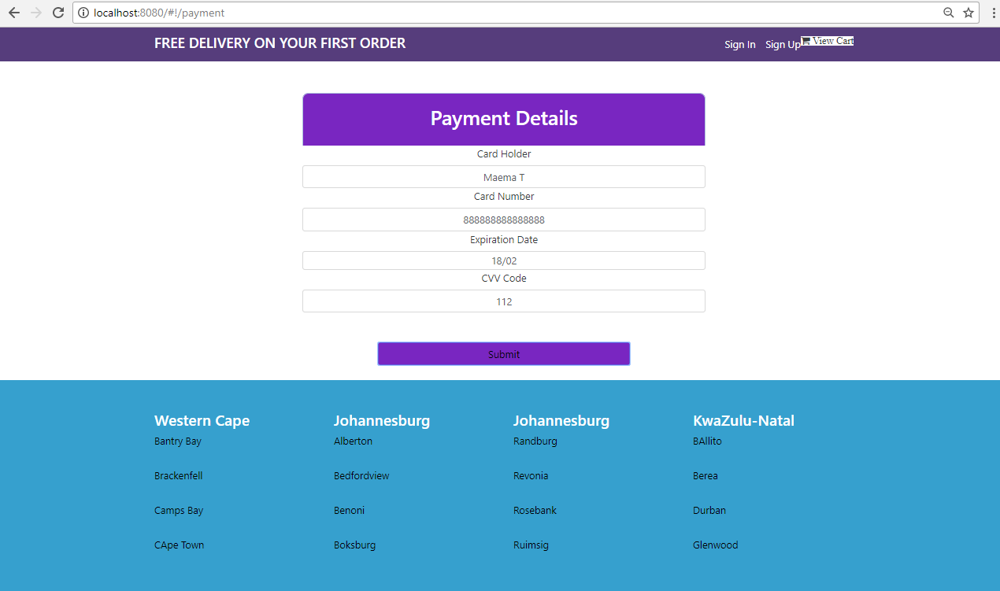 localhost:8080/#!/payment
FREE DELIVERY ON YOUR FIRST ORDER
Sign In Sign Up View Cart
Payment Details
Card Holder
Maema T
Card Number
888888888888888
Expiration Date
18/02
CVV Code
112
Submit
Western Cape Johannesburg Johannesburg KwaZulu-Natal
Bantry Bay Alberton Randburg BAllito
Brackenfell Bedfordview Revonia Berea
Camps Bay Benoni Rosebank Durban
CApe Town Boksburg Ruimsig Glenwood